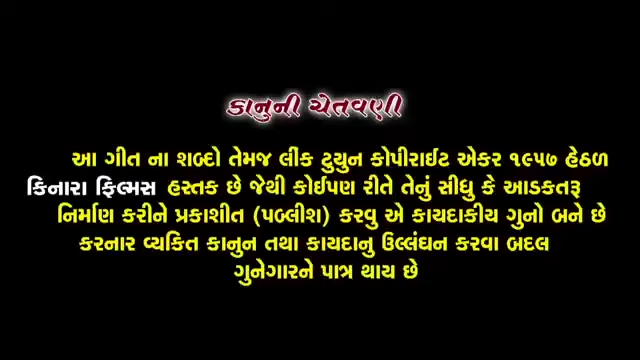 કાનુની ચેતવણી
આ ગીત ના શબ્દો તેમજ લીંક ટુયુન કોપીરાઈટ એકર ૧૯૫૭ હેઠળ
કિનારા ફિલ્મસ હસ્તક છે જેથી કોઈપણ રીતે તેનું સીધુ કે આડકતરૂ
નિર્માણ કરીને પ્રકાશીત (પબ્લીશ) કરવુ એ કાયદાકીય ગુનો બને છે
કરનાર વ્યકિત કાનુન તથા કાયદાનુ ઉલ્લંઘન કરવા બદલ
ગુનેગારને પાત્ર થાય છે